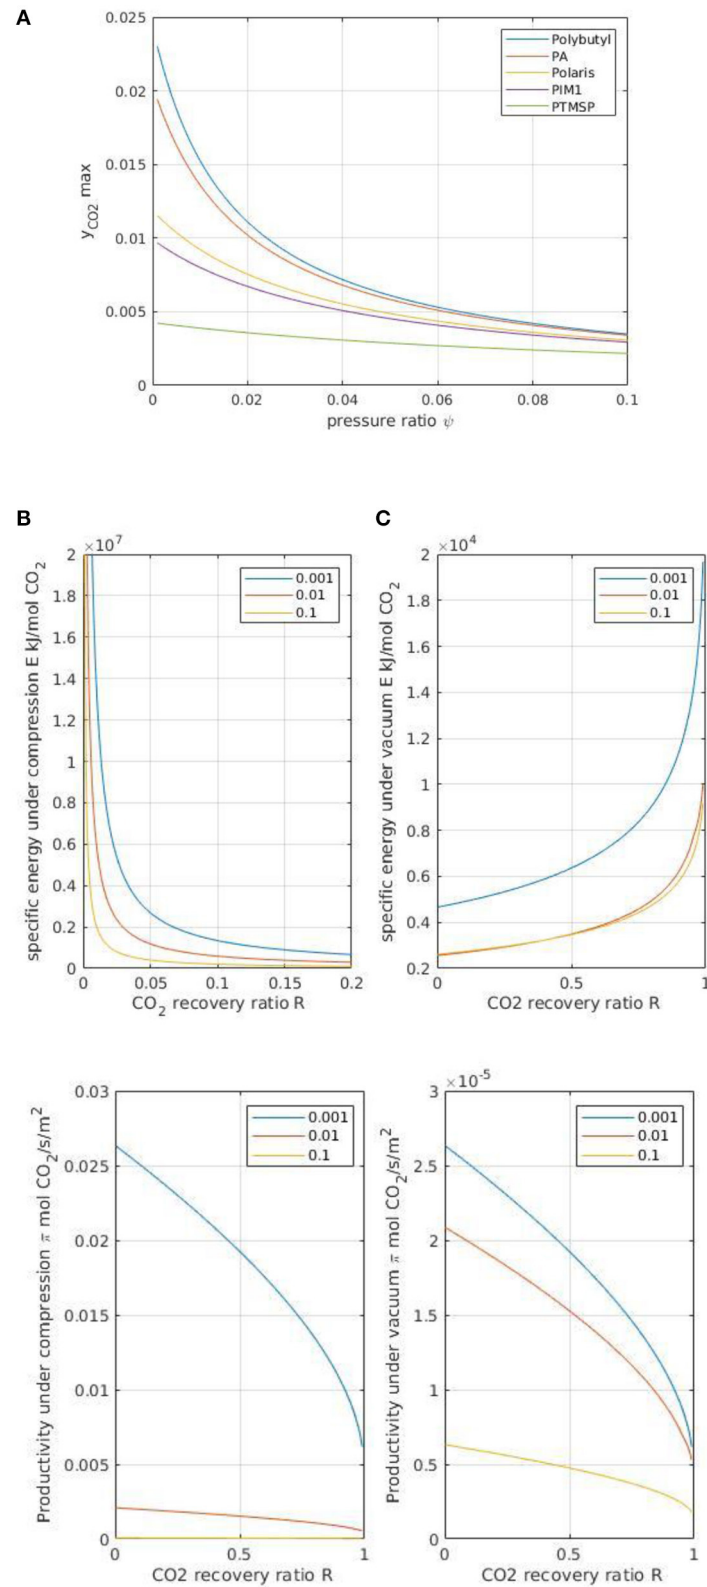 A
0.025
0.02
0.015
0.01
0.005
0
y_CO2 max
Polybutyl
PA
Polaris
PIM1
PTMSP
0 0.02 0.04 0.06 0.08 0.1
pressure ratio ψ
B
×10^7
2
1.8
1.6
1.4
1.2
1
0.8
0.6
0.4
0.2
0
specific energy under compression E kJ/mol CO_2
0.001
0.01
0.1
0 0.05 0.1 0.15 0.2
CO_2 recovery ratio R
C
×10^4
2
1.8
1.6
1.4
1.2
1
0.8
0.6
0.4
0.2
specific energy under vacuum E kJ/mol CO_2
0.001
0.01
0.1
0 0.5 1
CO2 recovery ratio R
0.03
0.025
0.02
0.015
0.01
0.005
0
Productivity under compression π mol CO_2/s/m^2
0.001
0.01
0.1
0 0.5 1
CO2 recovery ratio R
×10^-5
3
2.5
2
1.5
1
0.5
0
Productivity under vacuum π mol CO_2/s/m^2
0.001
0.01
0.1
0 0.5 1
CO2 recovery ratio R